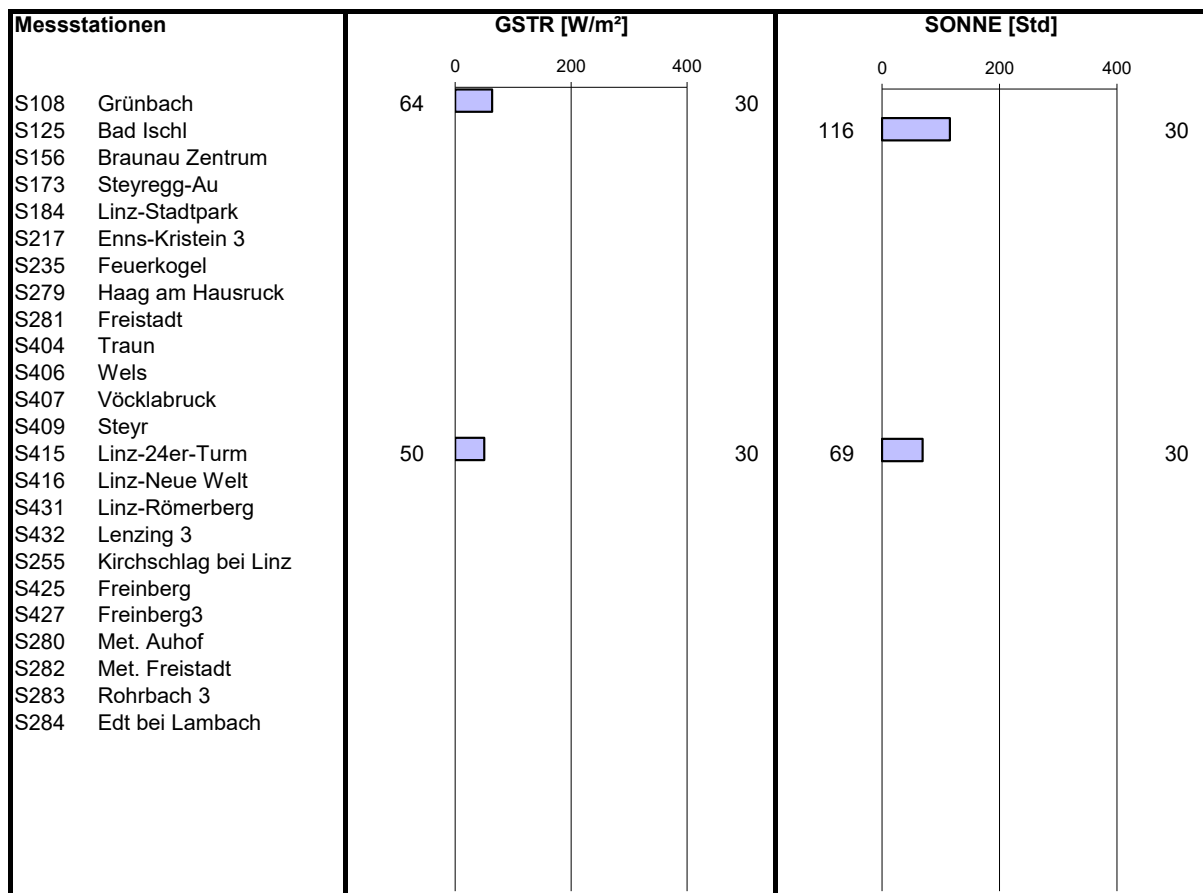 Messstationen GSTR [W/m²] SONNE [Std]
0 200 400 0 200 400
S108 Grünbach 64 30
S125 Bad Ischl 116 30
S156 Braunau Zentrum
S173 Steyregg-Au
S184 Linz-Stadtpark
S217 Enns-Kristein 3
S235 Feuerkogel
S279 Haag am Hausruck
S281 Freistadt
S404 Traun
S406 Wels
S407 Vöcklabruck
S409 Steyr
S415 Linz-24er-Turm 50 30 69 30
S416 Linz-Neue Welt
S431 Linz-Römerberg
S432 Lenzing 3
S255 Kirchschlag bei Linz
S425 Freinberg
S427 Freinberg3
S280 Met. Auhof
S282 Met. Freistadt
S283 Rohrbach 3
S284 Edt bei Lambach